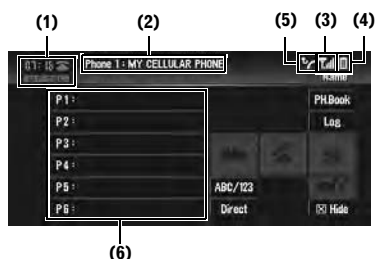 (1) (2) (5) (3) (4)
Phone 1: MY CELLULAR PHONE
Name
P1:
PH.Book
P2:
Log
P3:
P4:
P5:
ABC/123
P6:
Direct
Hide
(6)